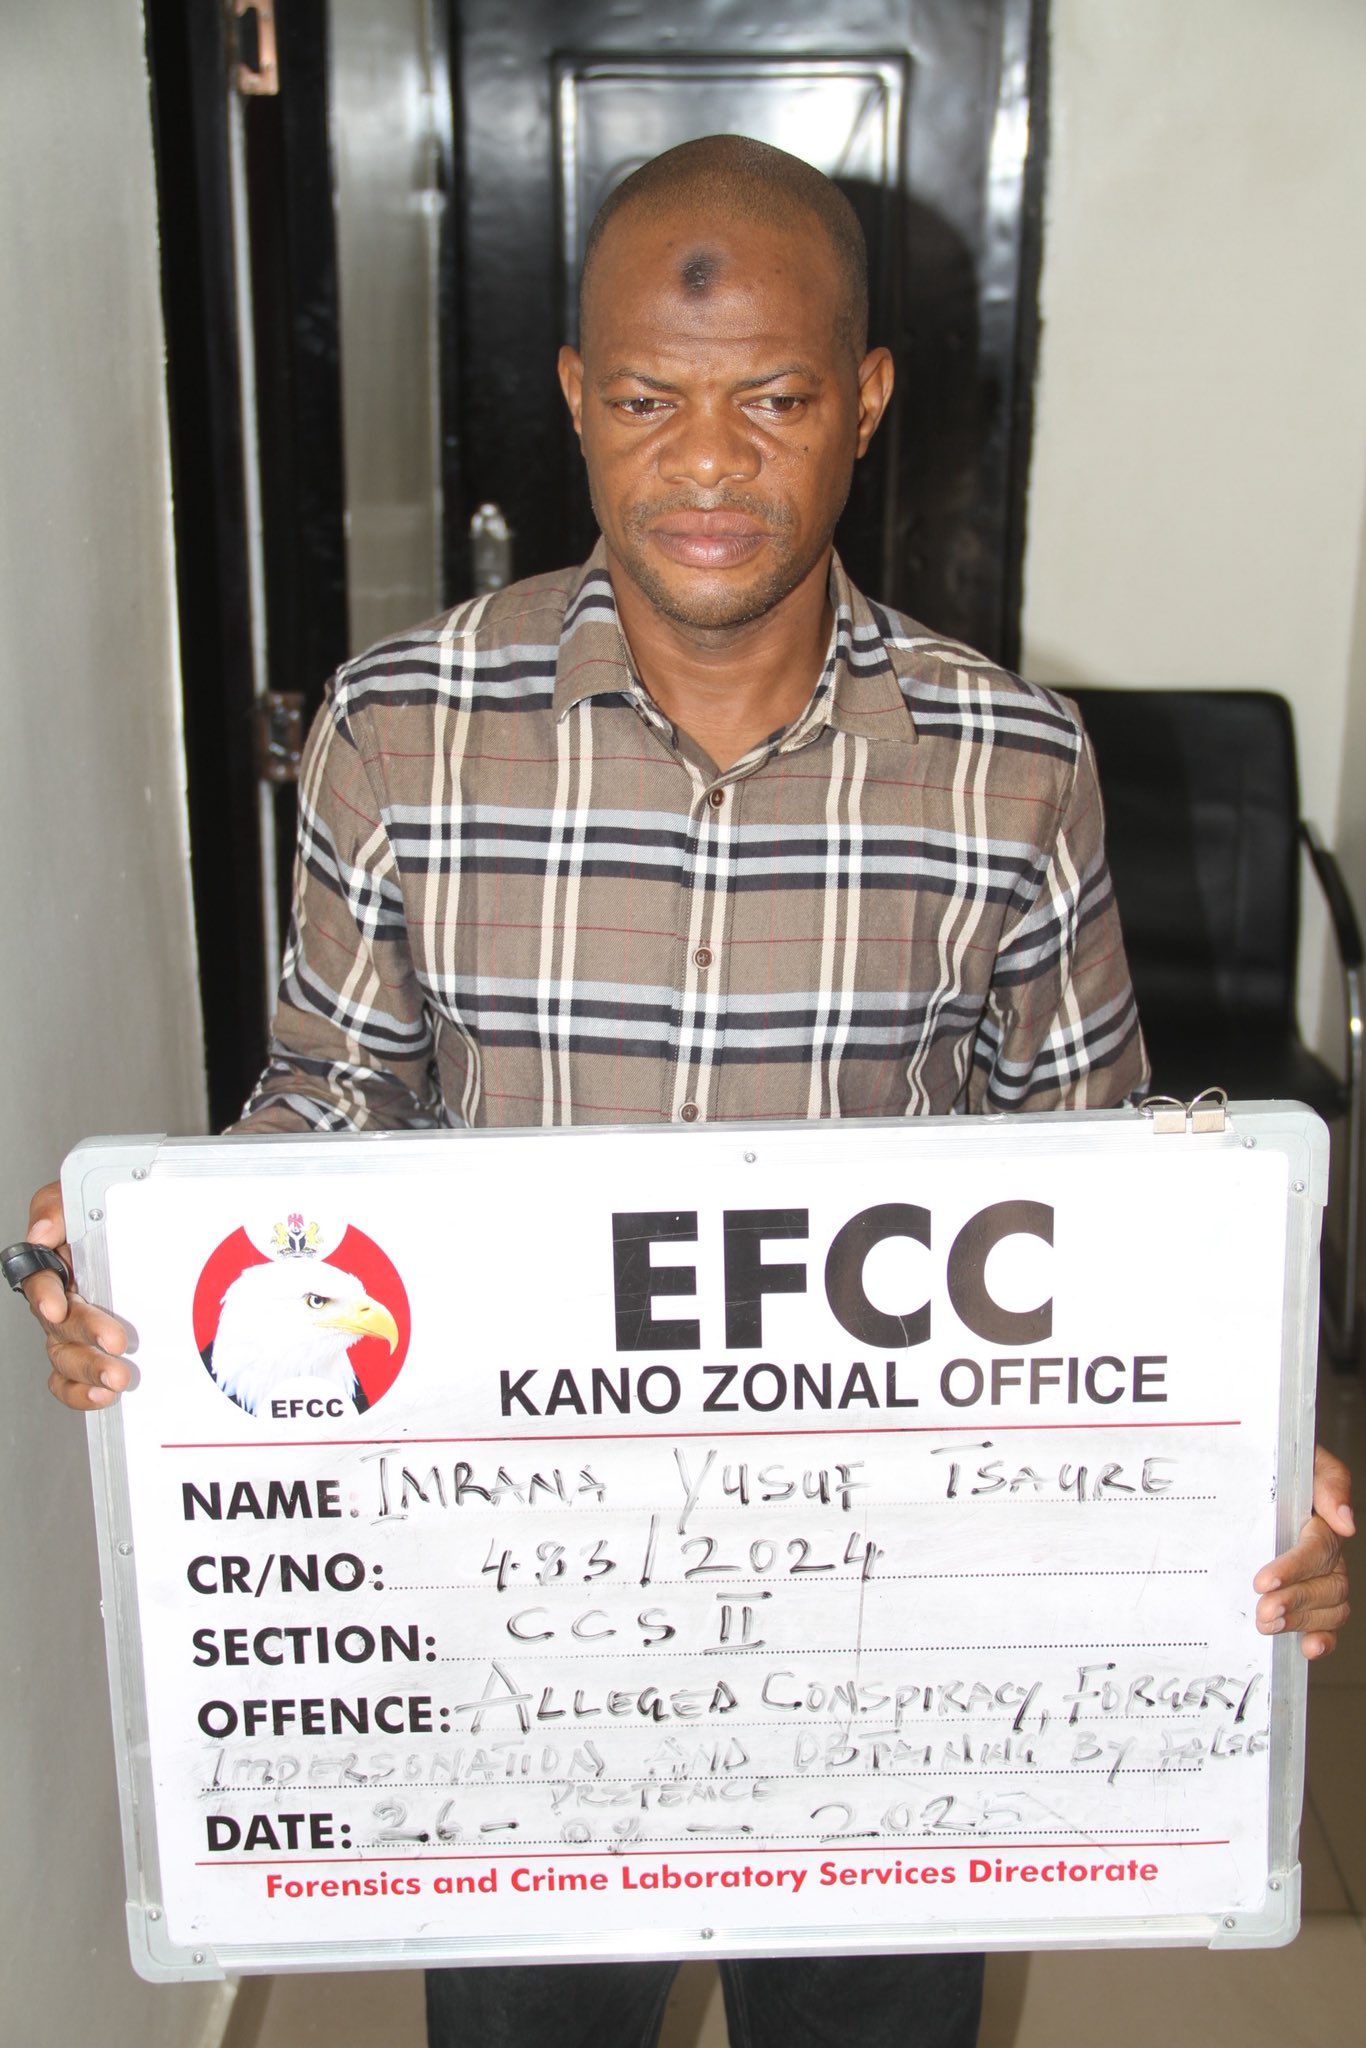 EFCC
EFCC
KANO ZONAL OFFICE
NAME: IMRANA YUSUF TSAURE
CR/NO: 483/2024
SECTION: CCS II
OFFENCE: ALLEGED CONSPIRACY, FORGERY,
IMPERSONATION AND OBTAINING BY FALSE
PRETENCE
DATE: 26-02-2025
Forensics and Crime Laboratory Services Directorate